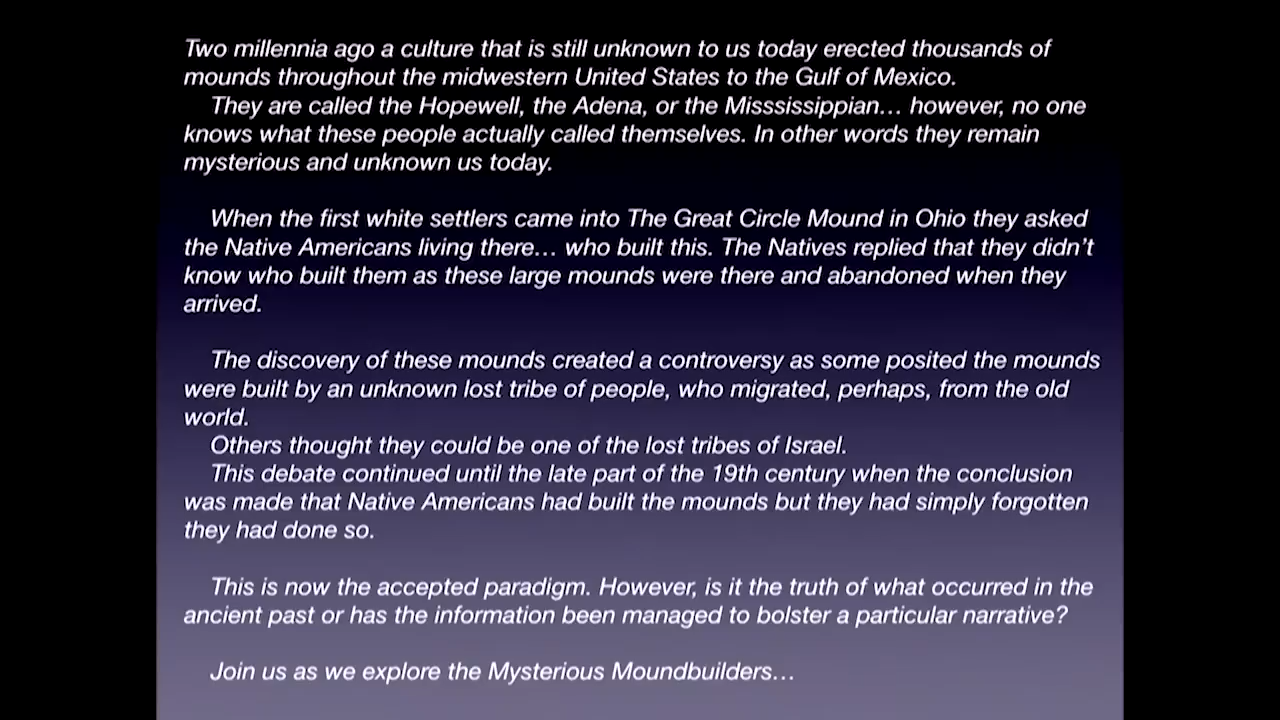 Two millennia ago a culture that is still unknown to us today erected thousands of
mounds throughout the midwestern United States to the Gulf of Mexico.
They are called the Hopewell, the Adena, or the Misssissippian… however, no one
knows what these people actually called themselves. In other words they remain
mysterious and unknown us today.
When the first white settlers came into The Great Circle Mound in Ohio they asked
the Native Americans living there… who built this. The Natives replied that they didn't
know who built them as these large mounds were there and abandoned when they
arrived.
The discovery of these mounds created a controversy as some posited the mounds
were built by an unknown lost tribe of people, who migrated, perhaps, from the old
world.
Others thought they could be one of the lost tribes of Israel.
This debate continued until the late part of the 19th century when the conclusion
was made that Native Americans had built the mounds but they had simply forgotten
they had done so.
This is now the accepted paradigm. However, is it the truth of what occurred in the
ancient past or has the information been managed to bolster a particular narrative?
Join us as we explore the Mysterious Moundbuilders…